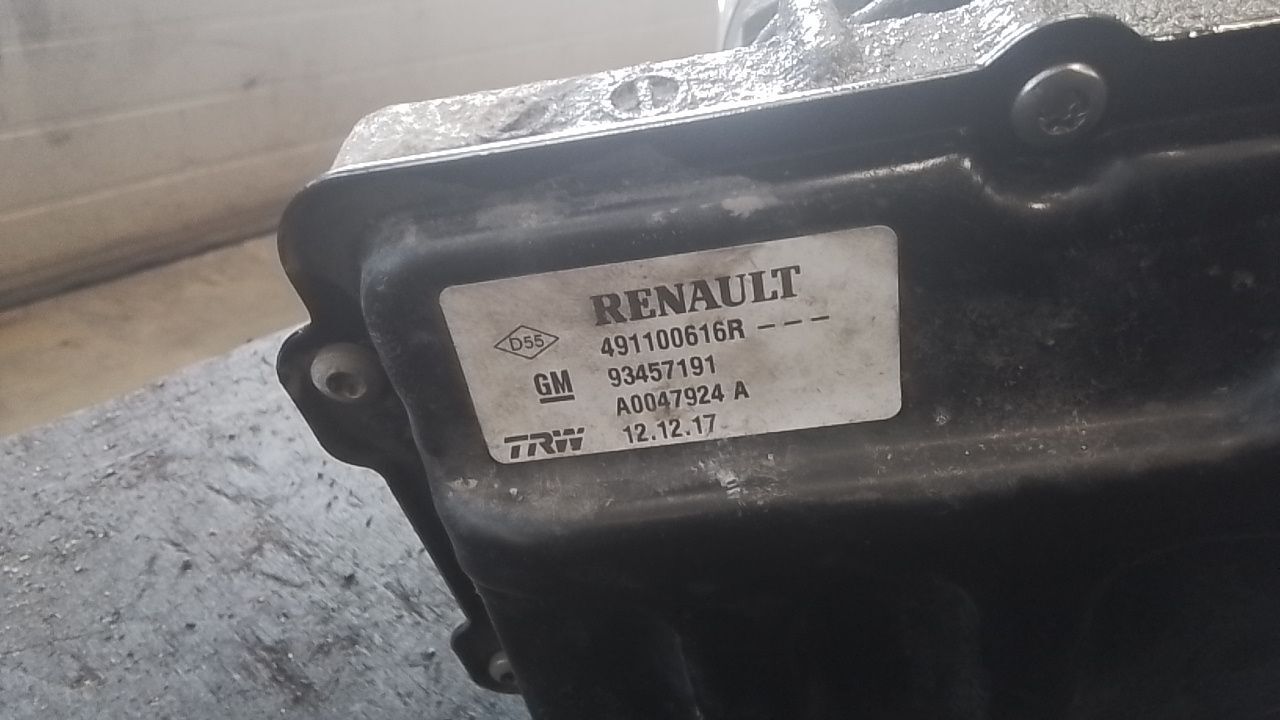 RENAULT
D55 491100616R ---
GM 93457191
A0047924 A
TRW 12.12.17